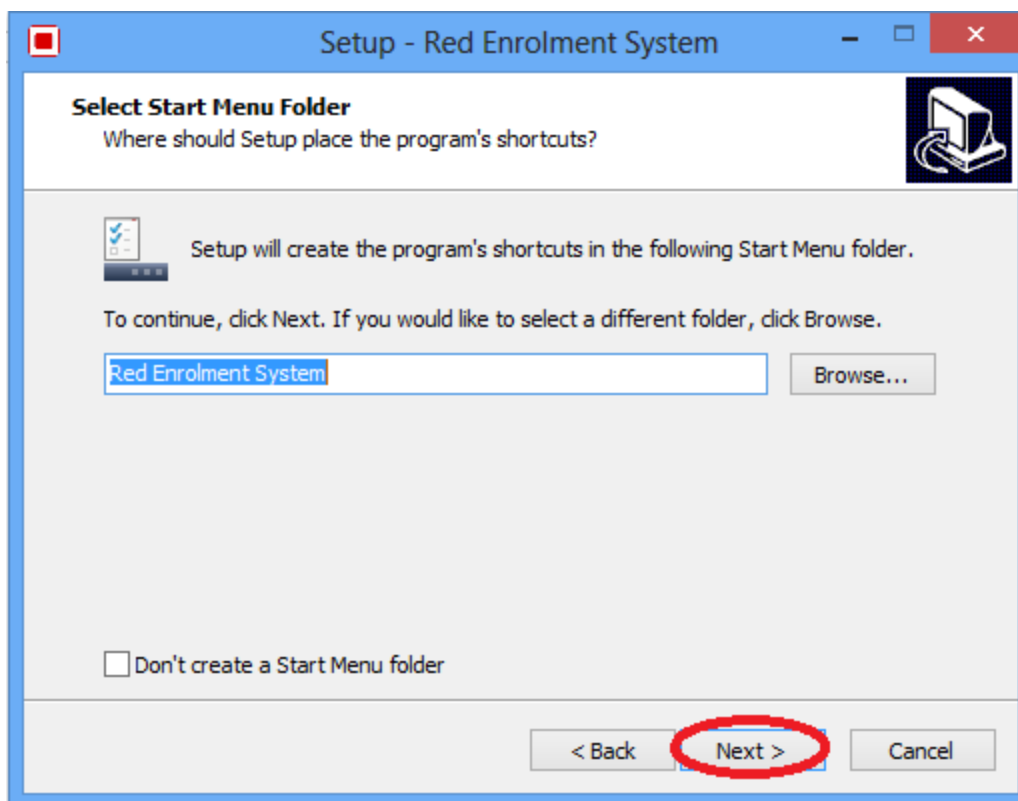 Setup - Red Enrolment System
Select Start Menu Folder
Where should Setup place the program's shortcuts?
Setup will create the program's shortcuts in the following Start Menu folder.
To continue, click Next. If you would like to select a different folder, click Browse.
Red Enrolment System
Browse...
Don't create a Start Menu folder
< Back Next > Cancel